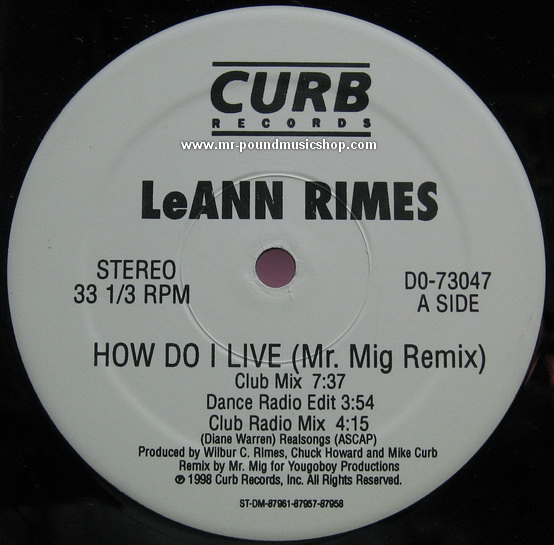 CURB
RECORDS
www.mr-poundmusicshop.com
LeANN RIMES
STEREO
33 1/3 RPM
D0-73047
A SIDE
HOW DO I LIVE (Mr. Mig Remix)
Club Mix 7:37
Dance Radio Edit 3:54
Club Radio Mix 4:15
(Diane Warren) Realsongs (ASCAP)
Produced by Wilbur C. Rimes, Chuck Howard and Mike Curb
Remix by Mr. Mig for Yougoboy Productions
℗ 1998 Curb Records, Inc. All Rights Reserved.
ST-DM-87961-87957-87958